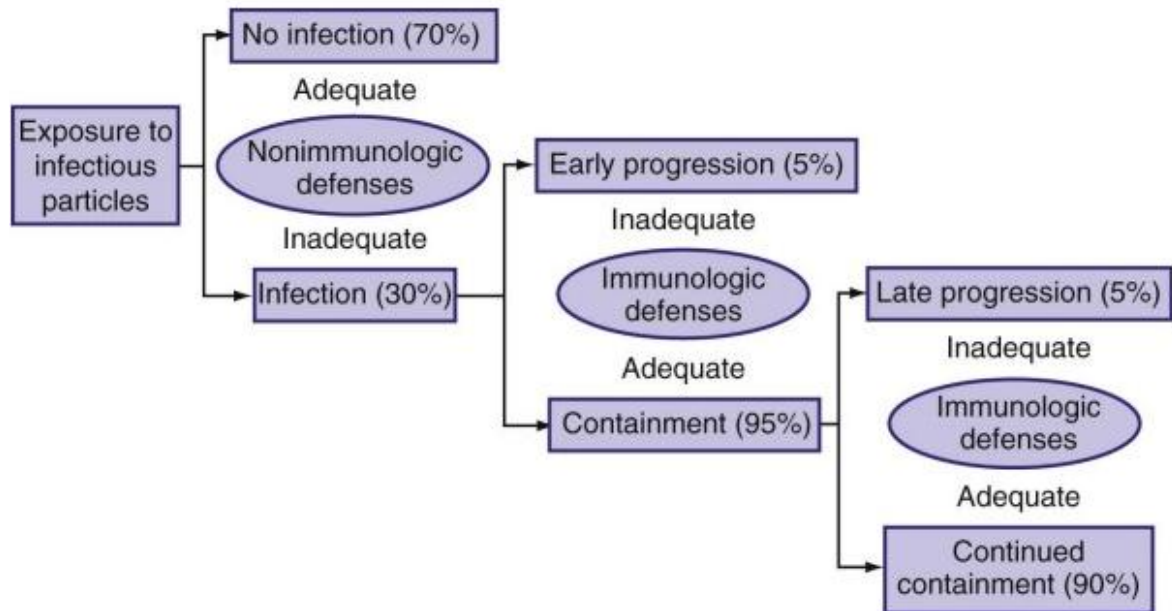 No infection (70%)
Adequate
Exposure to
infectious
particles
Nonimmunologic
defenses
Inadequate
Infection (30%)
Early progression (5%)
Inadequate
Immunologic
defenses
Adequate
Containment (95%)
Late progression (5%)
Inadequate
Immunologic
defenses
Adequate
Continued
containment (90%)